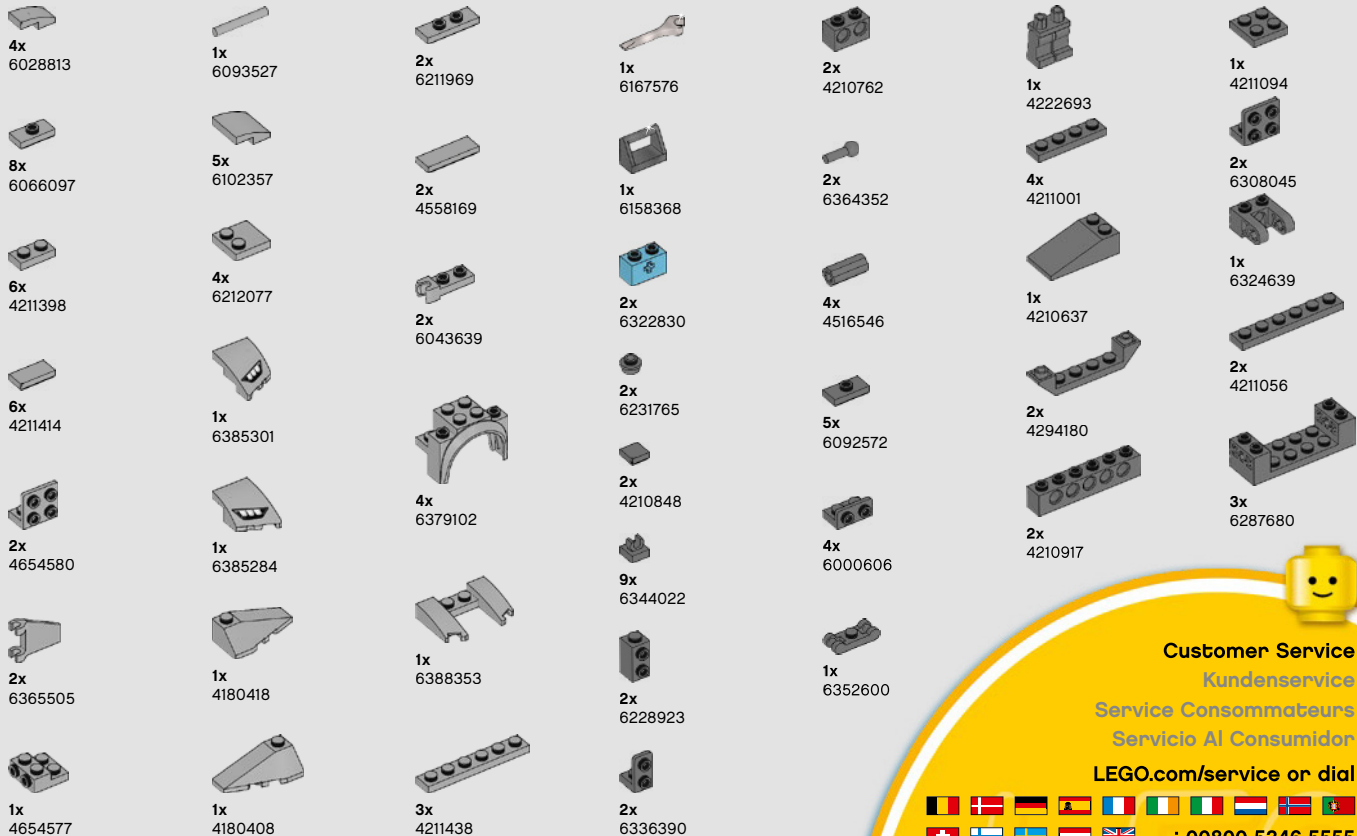 4x
6028813
8x
6066097
6x
4211398
6x
4211414
2x
4654580
2x
6365505
1x
4654577
1x
6093527
5x
6102357
4x
6212077
1x
6385301
1x
6385284
1x
4180418
1x
4180408
2x
6211969
2x
4558169
2x
6043639
4x
6379102
1x
6388353
3x
4211438
1x
6167576
1x
6158368
2x
6322830
2x
6231765
2x
4210848
9x
6344022
2x
6228923
2x
6336390
2x
4210762
2x
6364352
4x
4516546
5x
6092572
4x
6000606
1x
6352600
1x
4222693
4x
4211001
1x
4210637
2x
4294180
2x
4210917
1x
4211094
2x
6308045
1x
6324639
2x
4211056
3x
6287680
Customer Service
Kundenservice
Service Consommateurs
Servicio Al Consumidor
LEGO.com/service or dial
: 00800 5346 5555